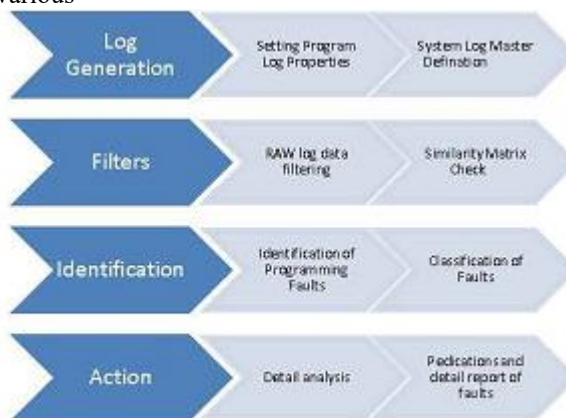 various
Log
Generation
Setting Program
Log Properties
System Log Master
Defination
Filters
RAW log data
filtering
Similarity Matrix
Check
Identification
Identification of
Programming
Faults
Classification of
Faults
Action
Detail analysis
Pedications and
detail report of
faults